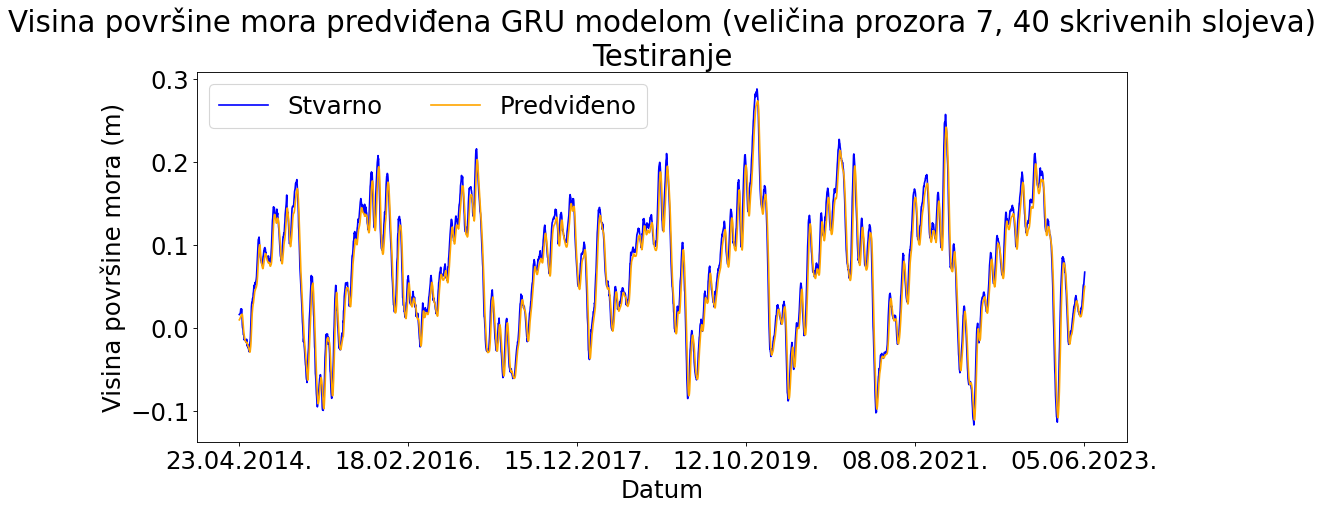 Visina površine mora predviđena GRU modelom (veličina prozora 7, 40 skrivenih slojeva)
Testiranje
Stvarno
Predviđeno
Visina površine mora (m)
0.3
0.2
0.1
0.0
−0.1
23.04.2014.
18.02.2016.
15.12.2017.
12.10.2019.
08.08.2021.
05.06.2023.
Datum